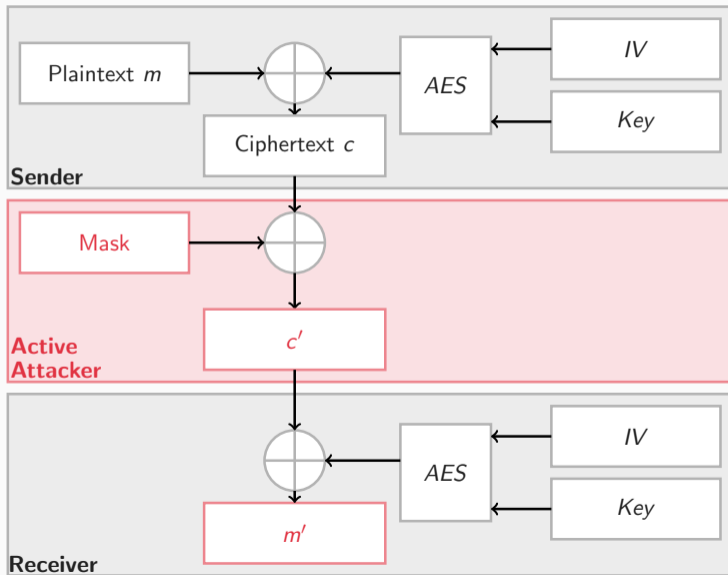 IV
Plaintext m
AES
Key
Ciphertext c
Sender
Mask
c′
Active
Attacker
IV
AES
Key
m′
Receiver